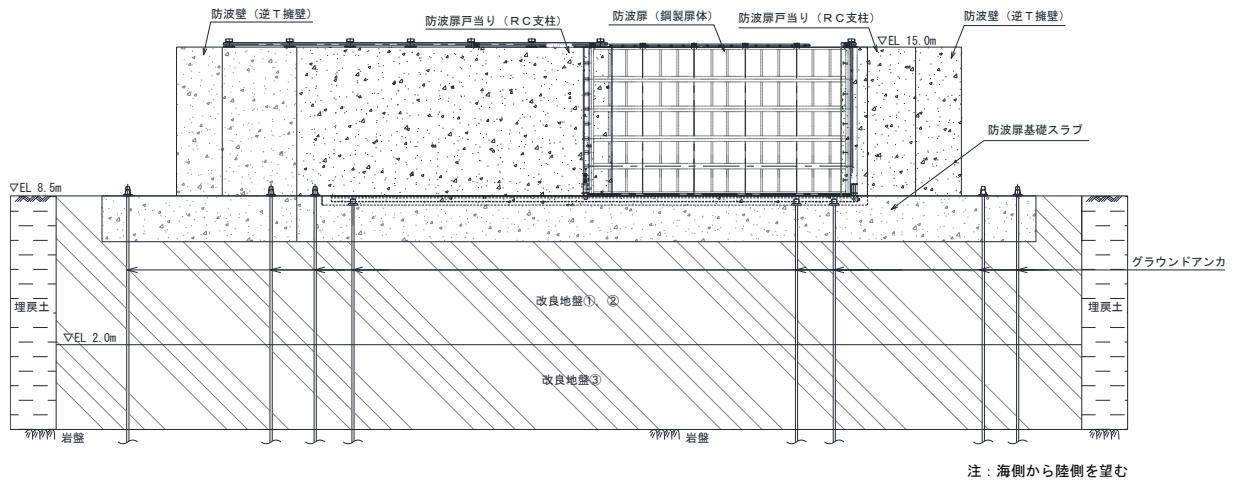 防波壁（逆T擁壁）
防波扉戸当り（RC支柱）
防波扉（鋼製扉体）
防波扉戸当り（RC支柱）
防波壁（逆T擁壁）
▽EL 15.0m
防波扉基礎スラブ
▽EL 8.5m
グラウンドアンカ
埋戻土
改良地盤①、②
埋戻土
▽EL 2.0m
改良地盤③
岩盤
岩盤
注：海側から陸側を望む